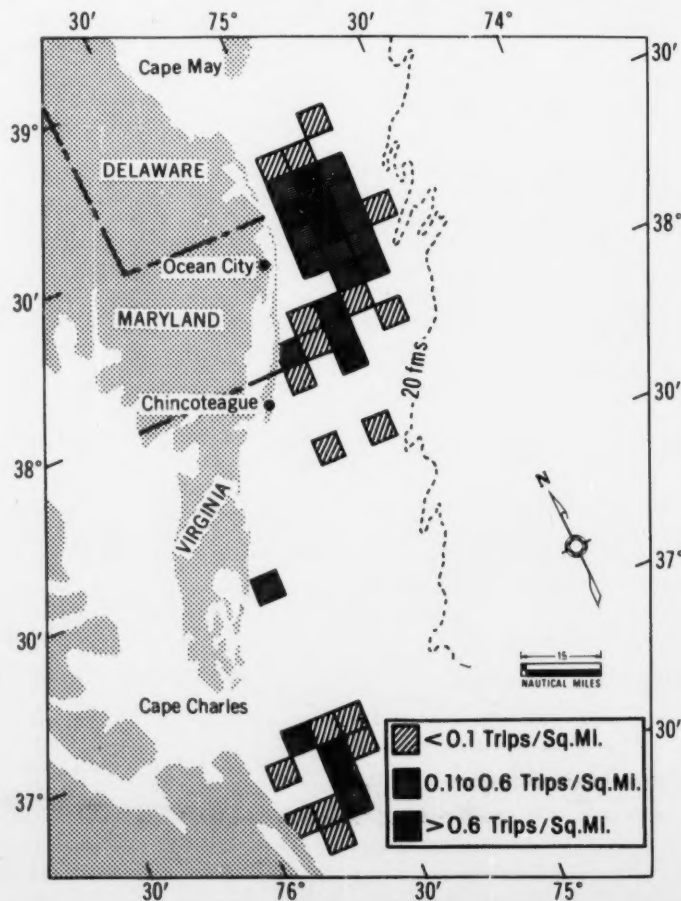 30' 75° 30' 74°
30'
Cape May
39°
DELAWARE
38°
Ocean City
30'
MARYLAND
20 fms
30'
Chincoteague
38°
VIRGINIA
N
37°
30'
15
NAUTICAL MILES
Cape Charles
30'
<0.1 Trips/Sq.Mi.
0.1 to 0.6 Trips/Sq.Mi.
>0.6 Trips/Sq.Mi.
37°
30' 76° 30' 75°